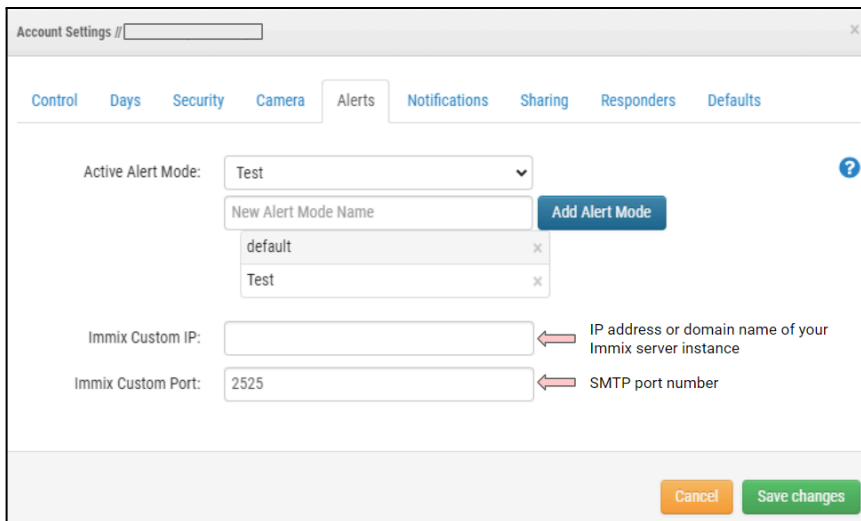 Account Settings //
×
Control Days Security Camera Alerts Notifications Sharing Responders Defaults
Active Alert Mode: Test
?
New Alert Mode Name Add Alert Mode
default ×
Test ×
Immix Custom IP:
IP address or domain name of your
Immix server instance
Immix Custom Port: 2525 SMTP port number
Cancel Save changes